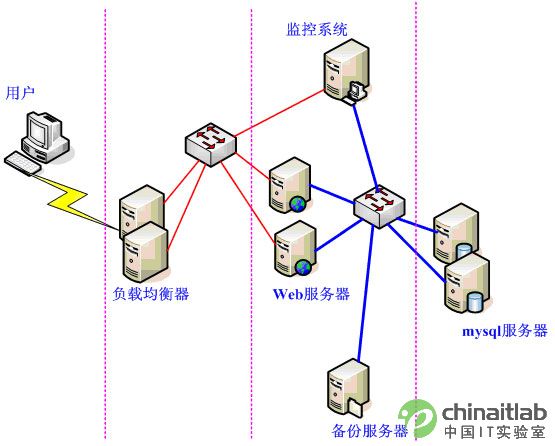 监控系统
用户
负载均衡器
Web服务器
mysql服务器
备份服务器
chinaitlab
中国IT实验室